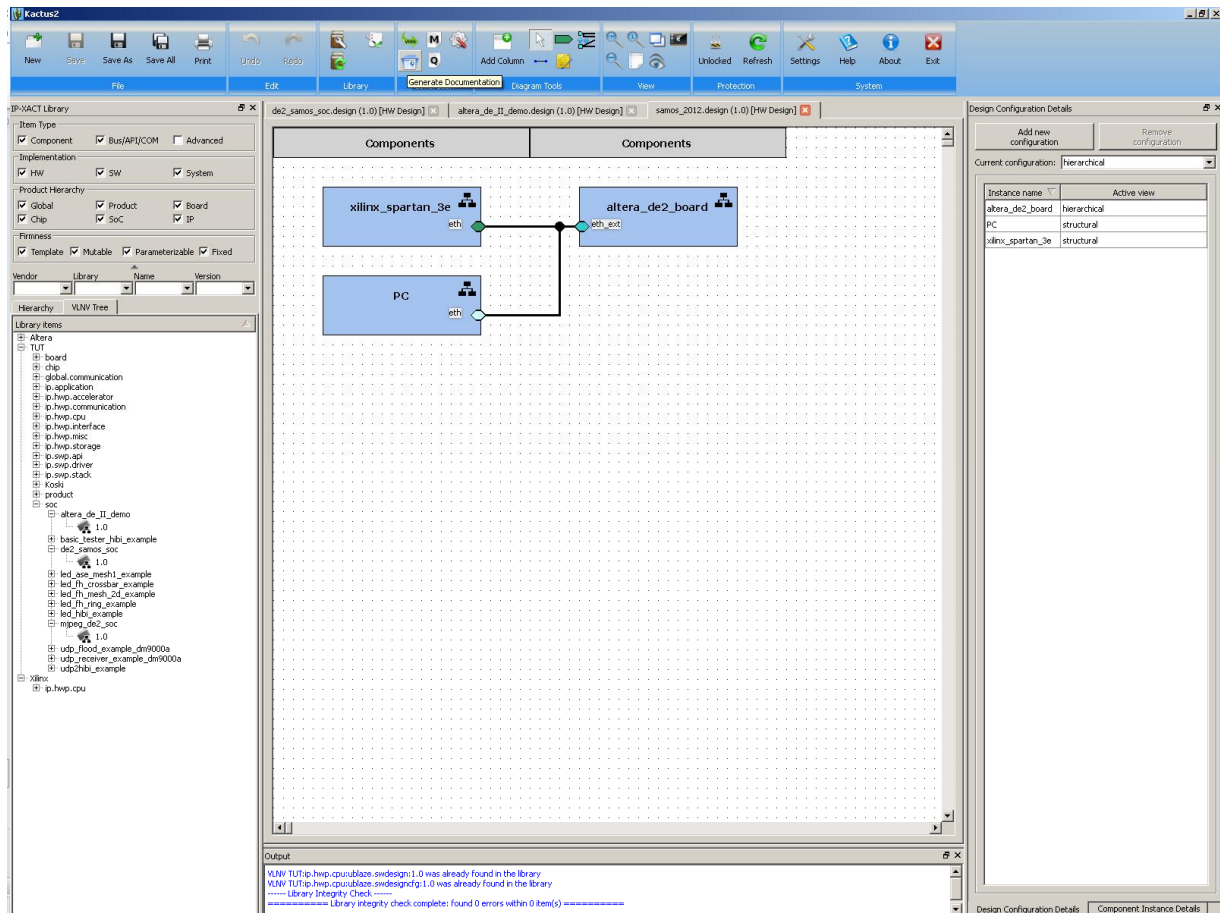 Kactus2
New Save Save As Save All Print Undo Redo Add Column Unlocked Refresh Settings Help About Exit
M
Q
File Edit Library Diagram Tools View Protection System
Generate Documentation
IP-XACT Library
Item Type
Component Bus/API/COM Advanced
Implementation
HW SW System
Product Hierarchy
Global Product Board
Chip SoC IP
Firmness
Template Mutable Parameterizable Fixed
Vendor Library Name Version
Hierarchy VLNV Tree
Library items
Altera
TUT
board
chip
global.communication
ip.application
ip.hwp.accelerator
ip.hwp.communication
ip.hwp.cpu
ip.hwp.interface
ip.hwp.misc
ip.hwp.storage
ip.swp.api
ip.swp.driver
ip.swp.stack
Koski
product
soc
altera_de_II_demo
1.0
basic_tester_hibi_example
de2_samos_soc
1.0
led_ase_mesh1_example
led_fh_crossbar_example
led_fh_mesh_2d_example
led_fh_ring_example
led_hibi_example
mjpeg_de2_soc
1.0
udp_flood_example_dm9000a
udp_receiver_example_dm9000a
udp2hibi_example
Xilinx
ip.hwp.cpu
de2_samos_soc.design (1.0) [HW Design] altera_de_II_demo.design (1.0) [HW Design] samos_2012.design (1.0) [HW Design]
Components Components
xilinx_spartan_3e
eth
altera_de2_board
eth_ext
PC
eth
Output
VLNV TUT:ip.hwp.cpu:ublaze.swdesign:1.0 was already found in the library
VLNV TUT:ip.hwp.cpu:ublaze.swdesigncfg:1.0 was already found in the library
------ Library Integrity Check ------
========== Library integrity check complete: found 0 errors within 0 item(s) ==========
Design Configuration Details
Add new configuration
Remove configuration
Current configuration: hierarchical
Instance name Active view
altera_de2_board hierarchical
PC structural
xilinx_spartan_3e structural
Design Configuration Details Component Instance Details